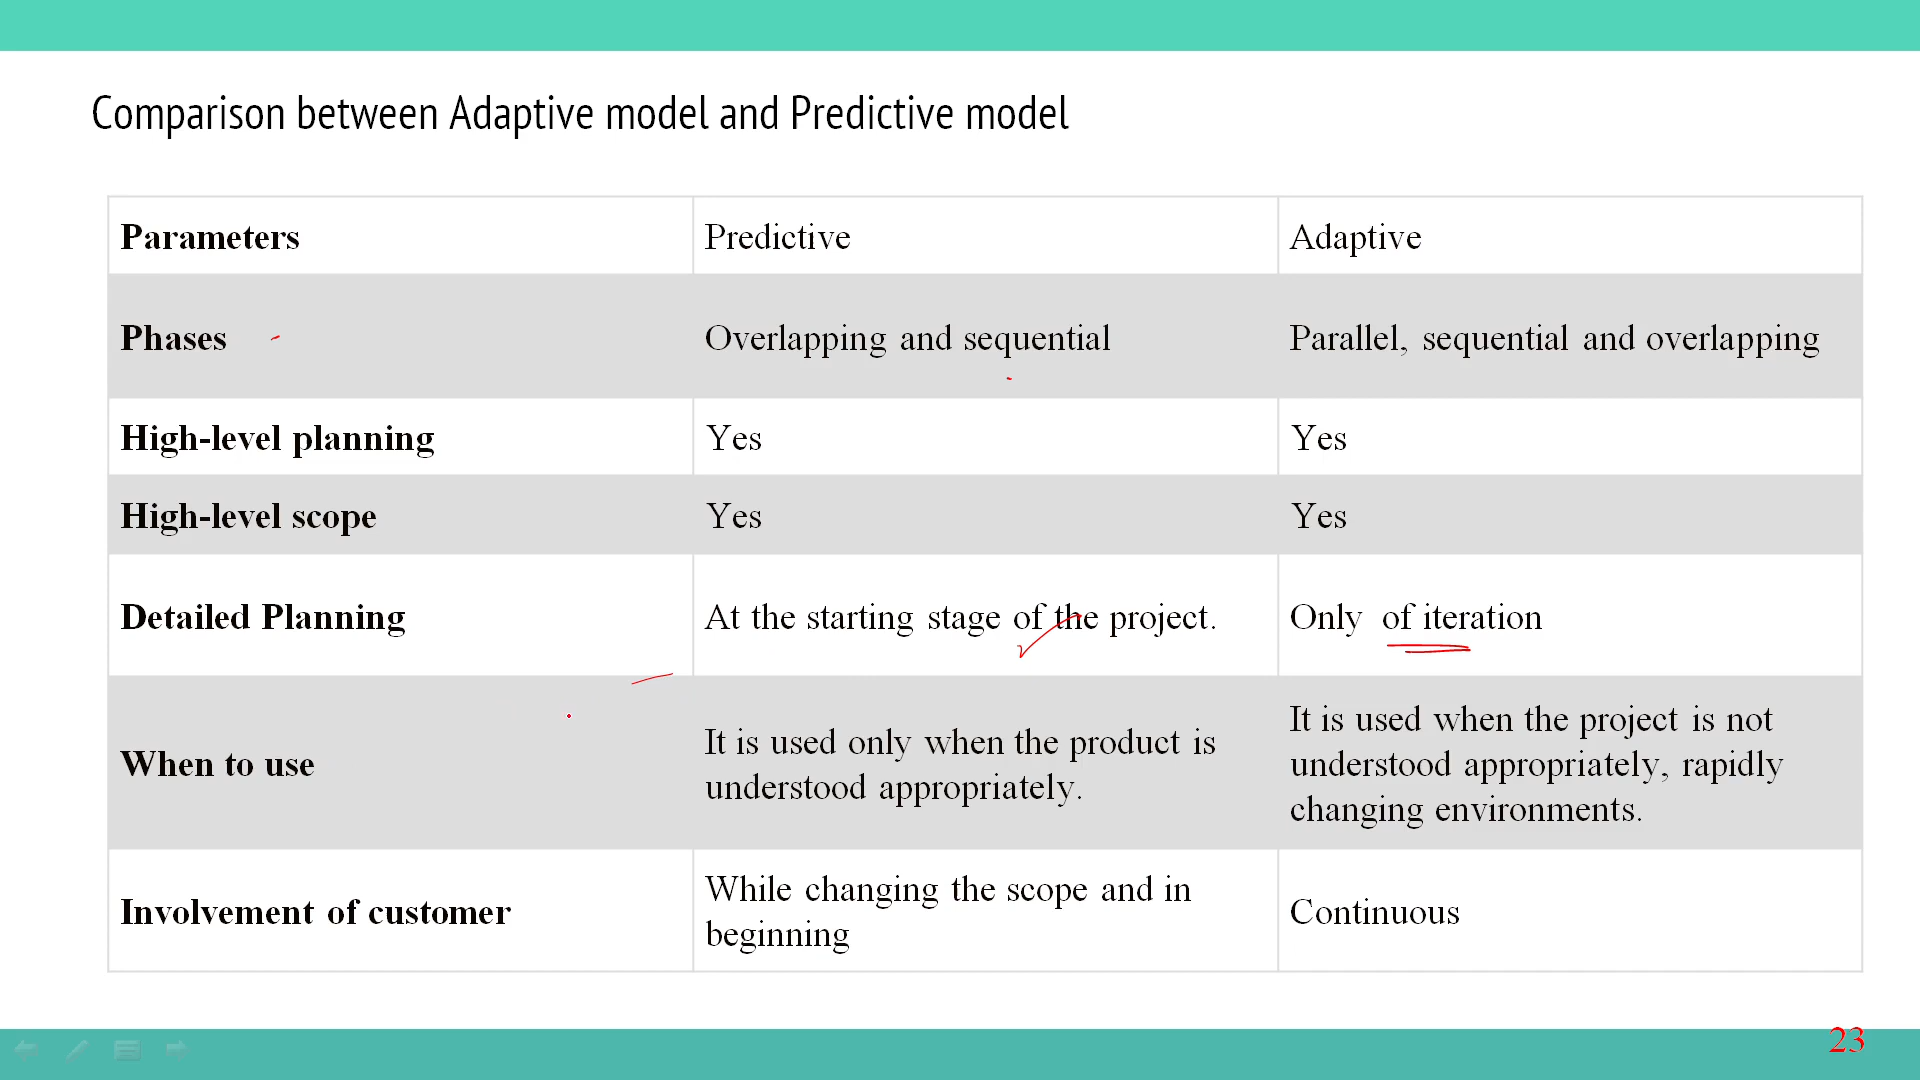 Comparison between Adaptive model and Predictive model
Parameters
Predictive
Adaptive
Phases
Overlapping and sequential
Parallel, sequential and overlapping
High-level planning
Yes
Yes
High-level scope
Yes
Yes
Detailed Planning
At the starting stage of the project.
Only of iteration
When to use
It is used only when the product is
understood appropriately.
It is used when the project is not
understood appropriately, rapidly
changing environments.
Involvement of customer
While changing the scope and in
beginning
Continuous
23